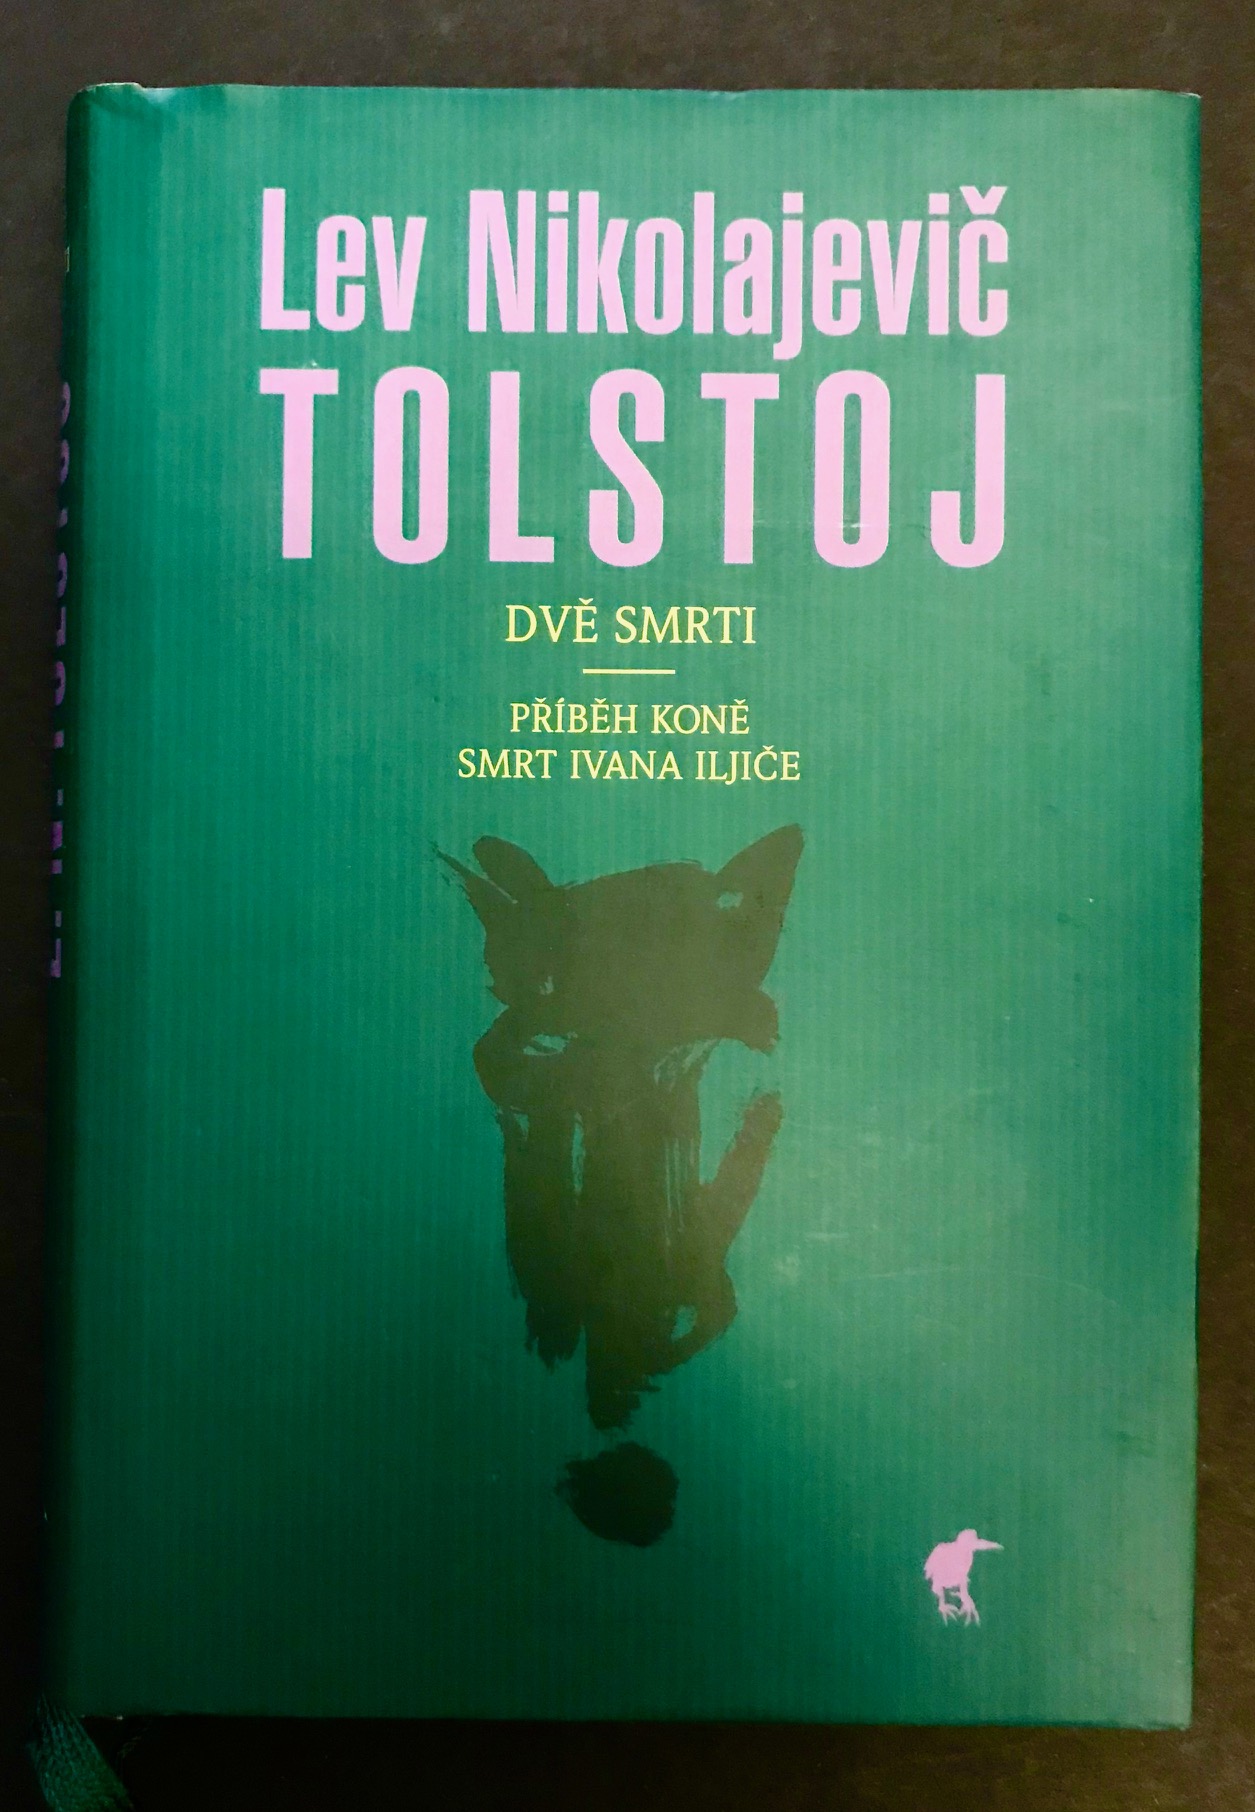 Lev Nikolajevič
TOLSTOJ
DVĚ SMRTI
PŘÍBĚH KONĚ
SMRT IVANA ILJIČE